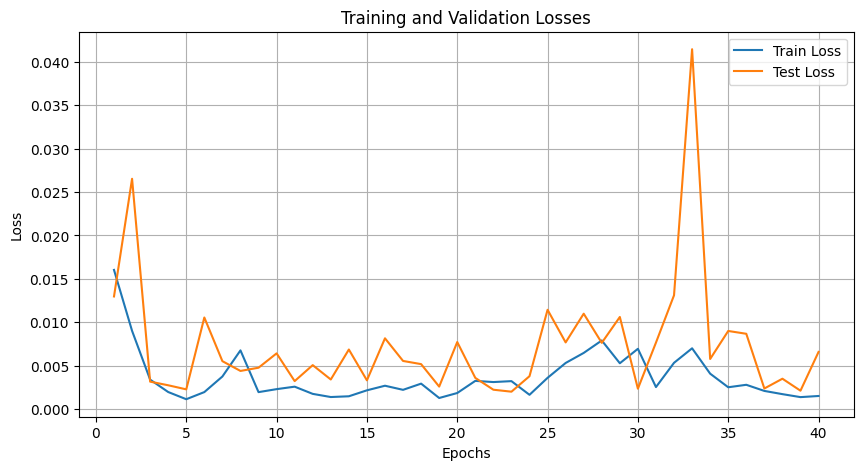 Training and Validation Losses
Train Loss
Test Loss
0.040
0.035
0.030
0.025
0.020
0.015
0.010
0.005
0.000
Loss
0 5 10 15 20 25 30 35 40
Epochs